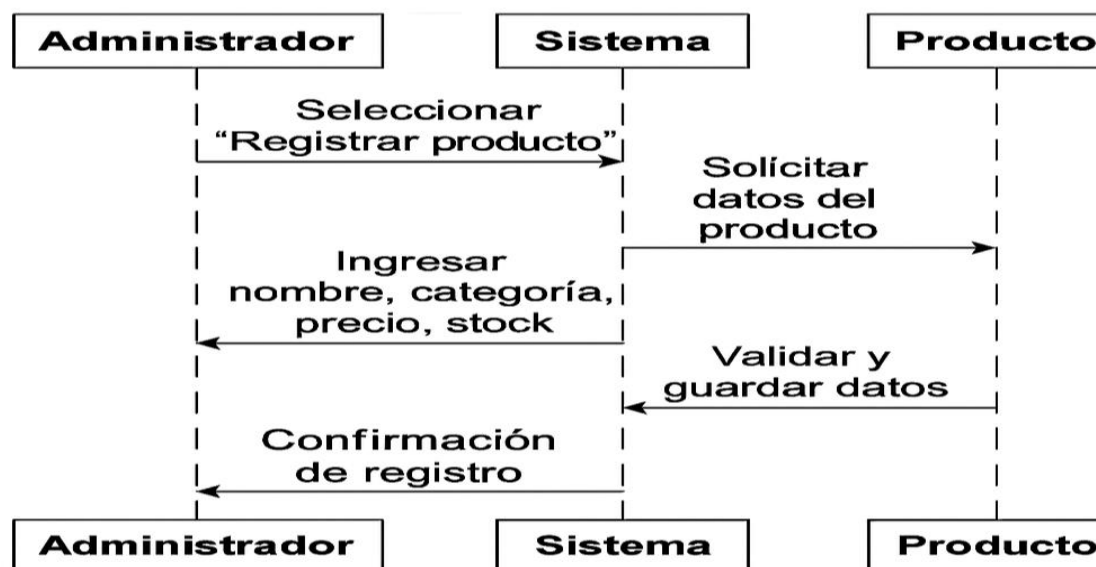 Administrador Sistema Producto
Seleccionar
“Registrar producto”
Solícitar
datos del
producto
Ingresar
nombre, categoría,
precio, stock
Validar y
guardar datos
Confirmación
de registro
Administrador Sistema Producto